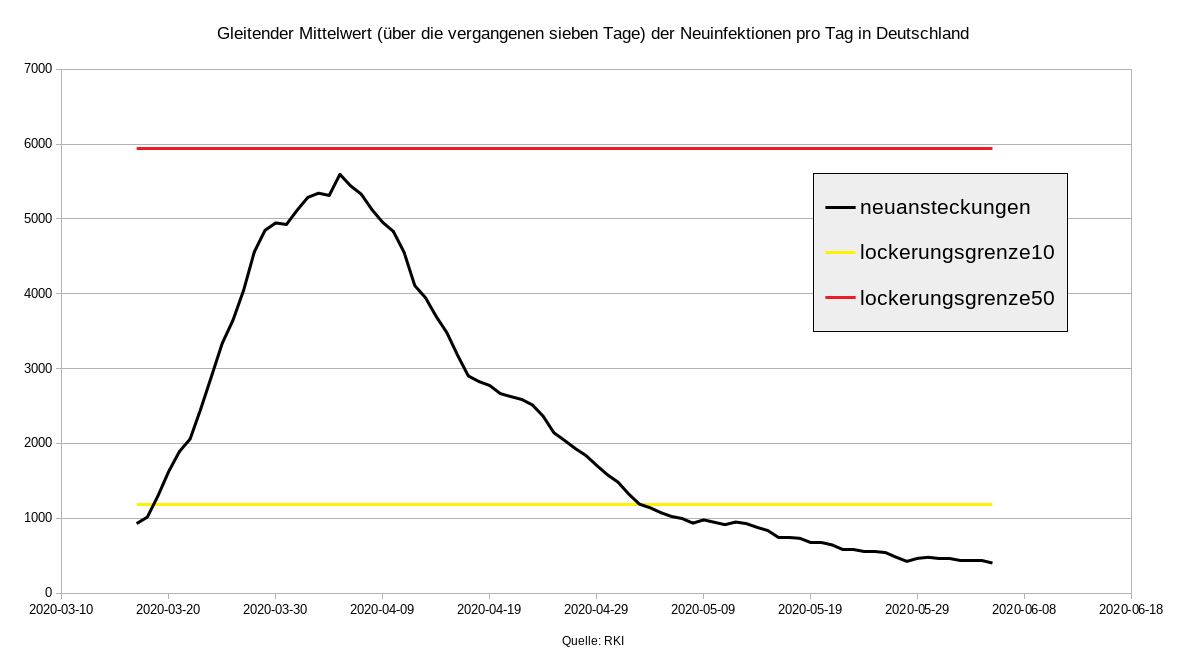 Gleitender Mittelwert (über die vergangenen sieben Tage) der Neuinfektionen pro Tag in Deutschland
7000
6000
5000
4000
3000
2000
1000
0
neuansteckungen
lockerungsgrenze10
lockerungsgrenze50
2020-03-10 2020-03-20 2020-03-30 2020-04-09 2020-04-19 2020-04-29 2020-05-09 2020-05-19 2020-05-29 2020-06-08 2020-06-18
Quelle: RKI